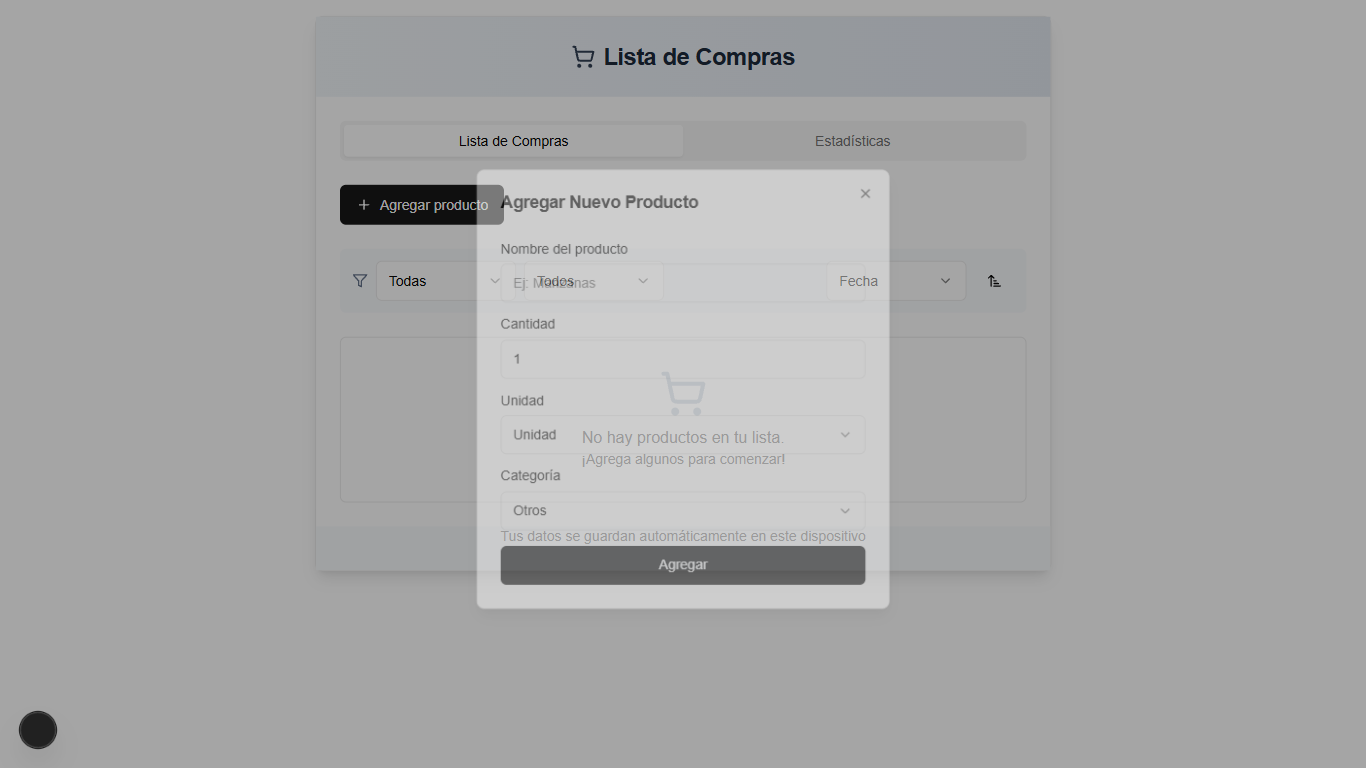 Lista de Compras
Lista de Compras
Estadísticas
Agregar producto
Agregar Nuevo Producto
Nombre del producto
Todas
Ej: Manzanas
Todos
Fecha
Cantidad
1
Unidad
Unidad
No hay productos en tu lista.
¡Agrega algunos para comenzar!
Categoría
Otros
Tus datos se guardan automáticamente en este dispositivo
Agregar